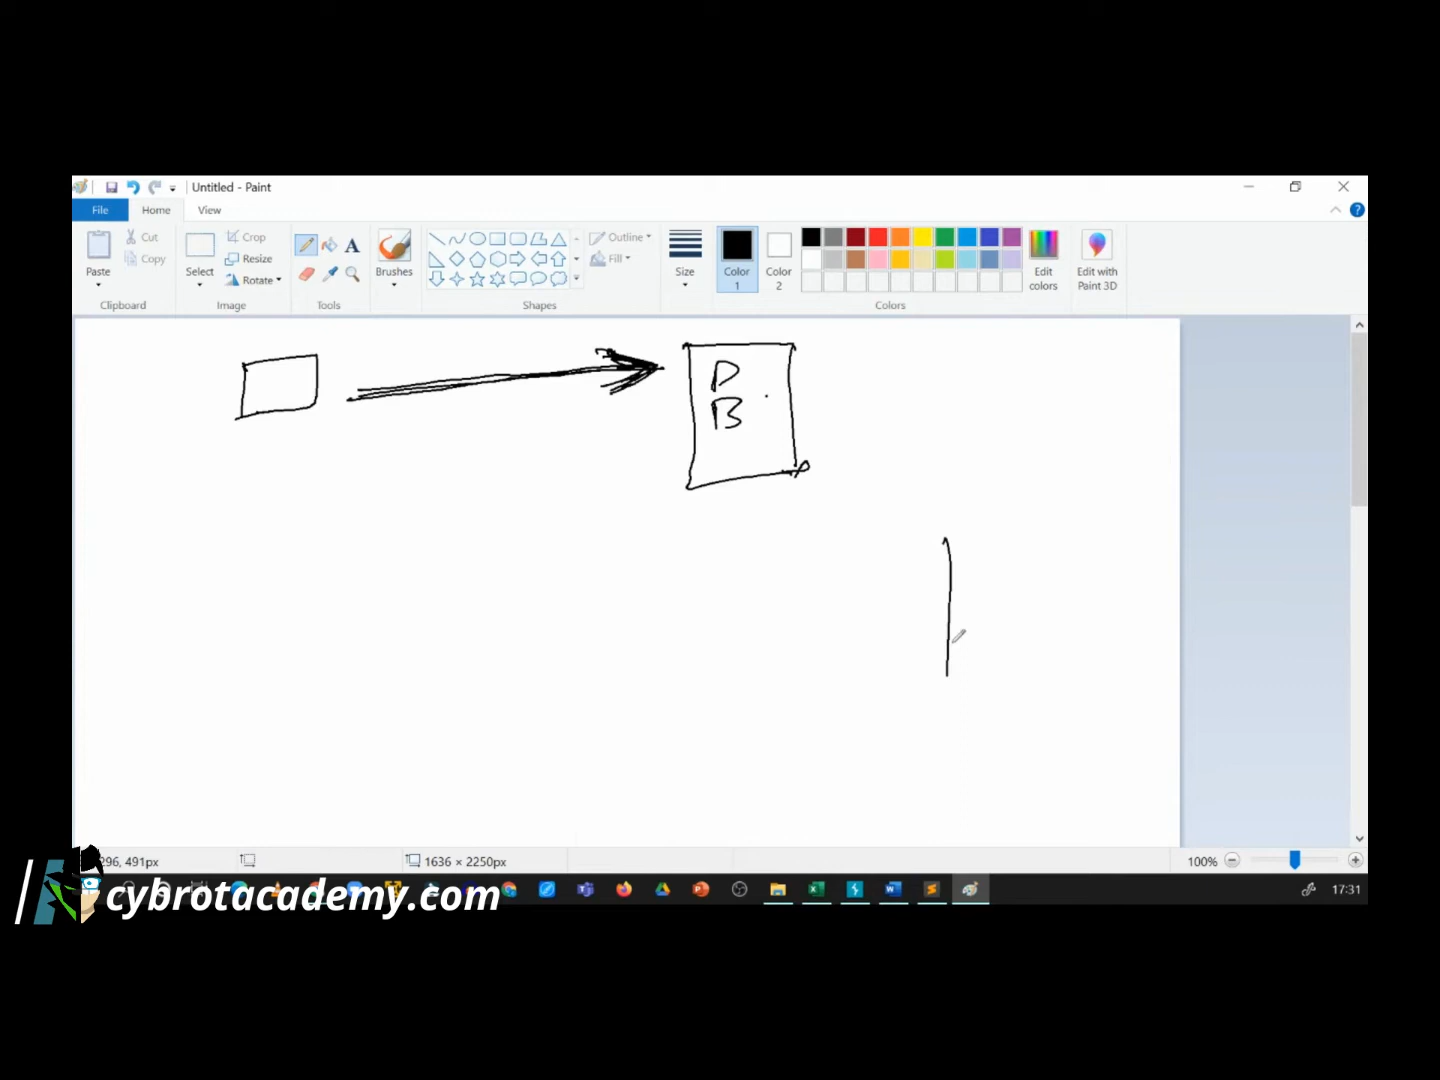 Untitled - Paint
File Home View
Cut
Copy
Paste
Clipboard
Select
Crop
Resize
Rotate
Image
A
Tools
Brushes
Shapes
Outline
Fill
Size
Color 1
Color 2
Edit colors
Colors
Edit with Paint 3D
D
B
296, 491px
1636 × 2250px
100%
cybrotacademy.com
17:31